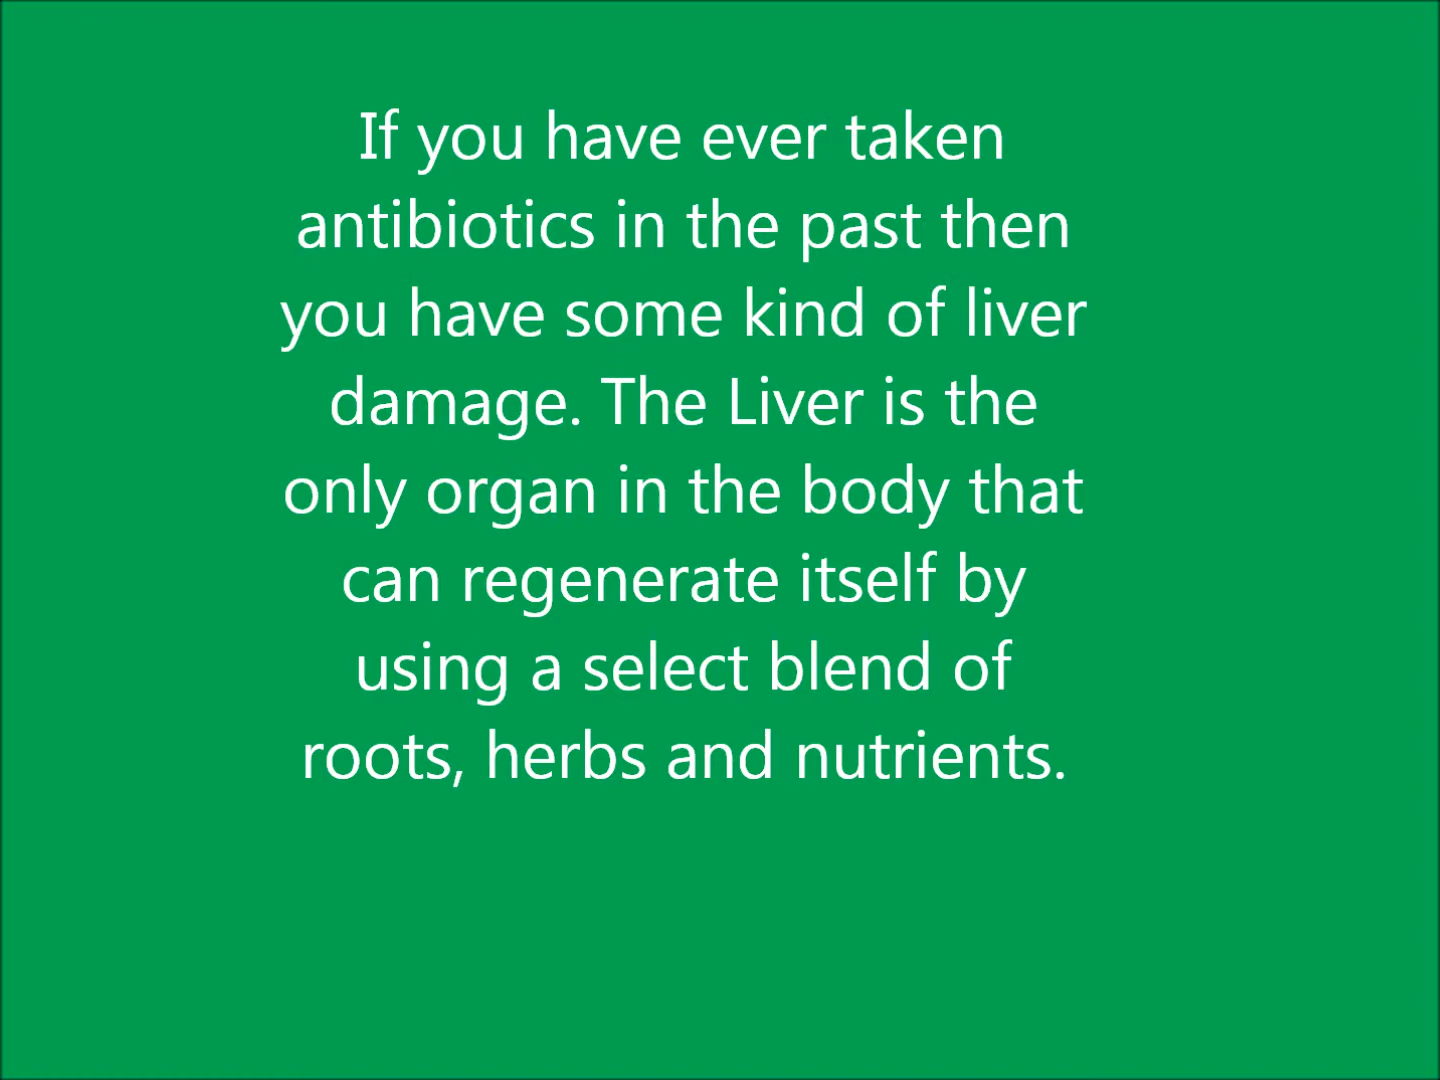 If you have ever taken
antibiotics in the past then
you have some kind of liver
damage. The Liver is the
only organ in the body that
can regenerate itself by
using a select blend of
roots, herbs and nutrients.